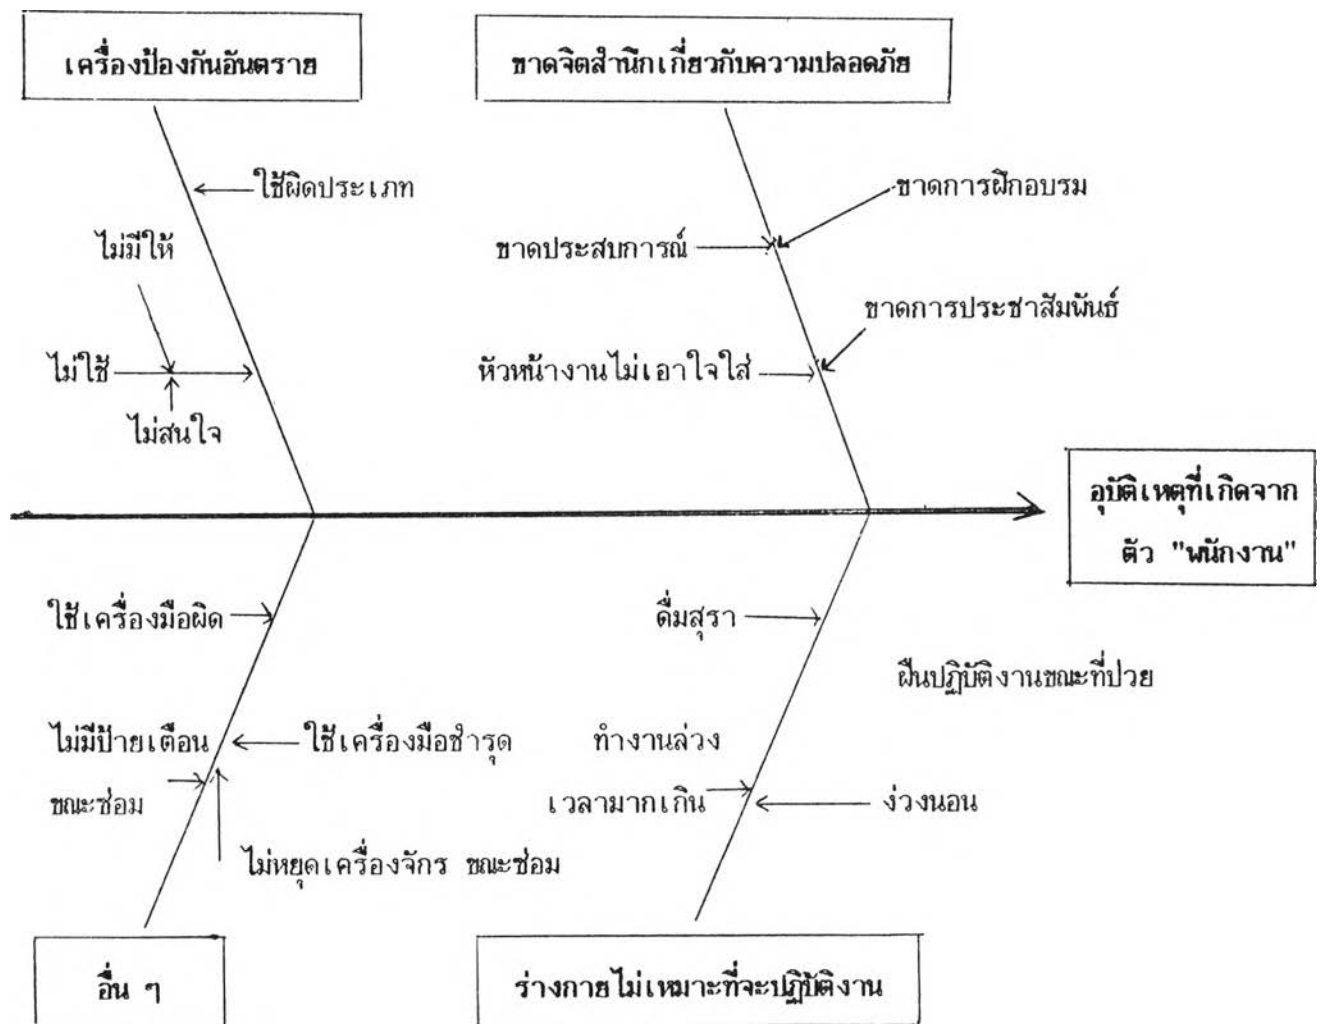 เครื่องป้องกันอันตราย
ขาดจิตสำนึกเกี่ยวกับความปลอดภัย
ใช้ผิดประเภท
ขาดการฝึกอบรม
ไม่มีให้
ขาดประสบการณ์
ขาดการประชาสัมพันธ์
ไม่ใช้
หัวหน้างานไม่เอาใจใส่
ไม่สนใจ
อุบัติเหตุที่เกิดจาก
ตัว "พนักงาน"
ใช้เครื่องมือผิด
ดื่มสุรา
ฝืนปฏิบัติงานขณะที่ป่วย
ไม่มีป้ายเตือน
ขณะซ่อม
ใช้เครื่องมือชำรุด
ทำงานล่วง
เวลามากเกิน
ง่วงนอน
ไม่หยุดเครื่องจักร ขณะซ่อม
อื่น ๆ
ร่างกายไม่เหมาะที่จะปฏิบัติงาน